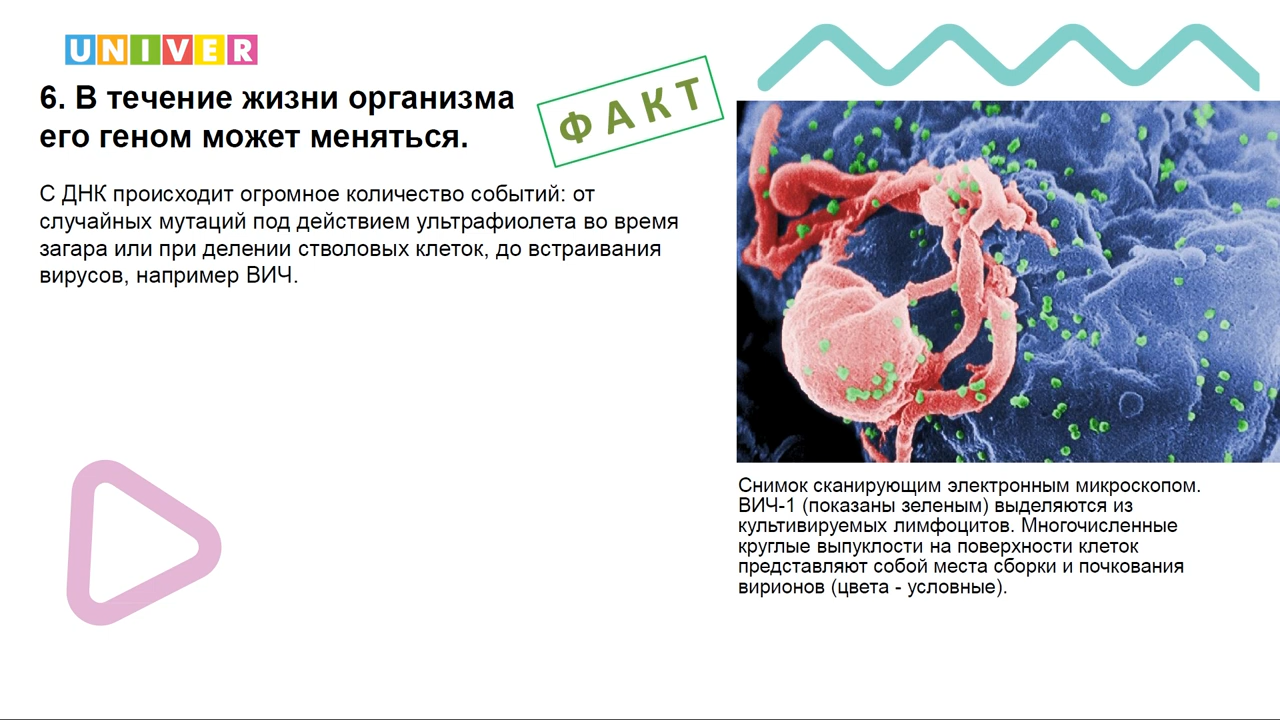 UNIVER
6. В течение жизни организма
его геном может меняться.
ФАКТ
С ДНК происходит огромное количество событий: от
случайных мутаций под действием ультрафиолета во время
загара или при делении стволовых клеток, до встраивания
вирусов, например ВИЧ.
Снимок сканирующим электронным микроскопом.
ВИЧ-1 (показаны зеленым) выделяются из
культивируемых лимфоцитов. Многочисленные
круглые выпуклости на поверхности клеток
представляют собой места сборки и почкования
вирионов (цвета - условные).